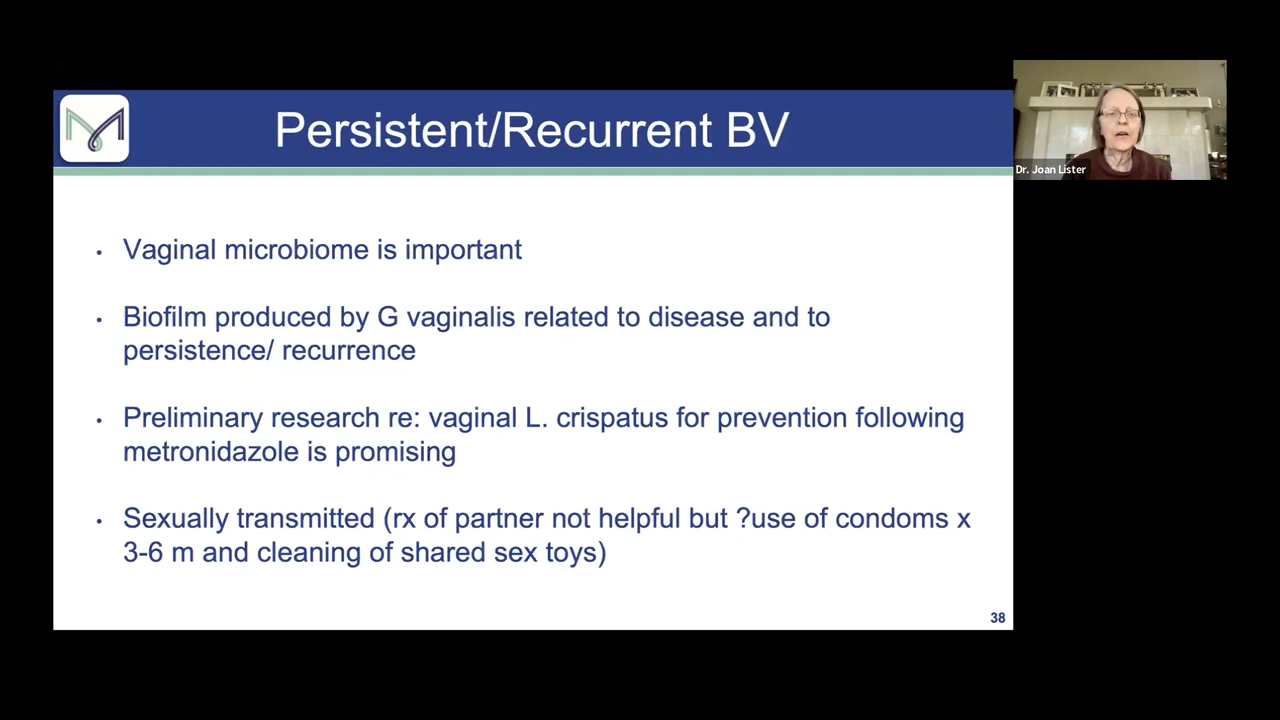 Persistent/Recurrent BV
Dr. Joan Lister
• Vaginal microbiome is important
• Biofilm produced by G vaginalis related to disease and to
persistence/ recurrence
• Preliminary research re: vaginal L. crispatus for prevention following
metronidazole is promising
• Sexually transmitted (rx of partner not helpful but ?use of condoms x
3-6 m and cleaning of shared sex toys)
38